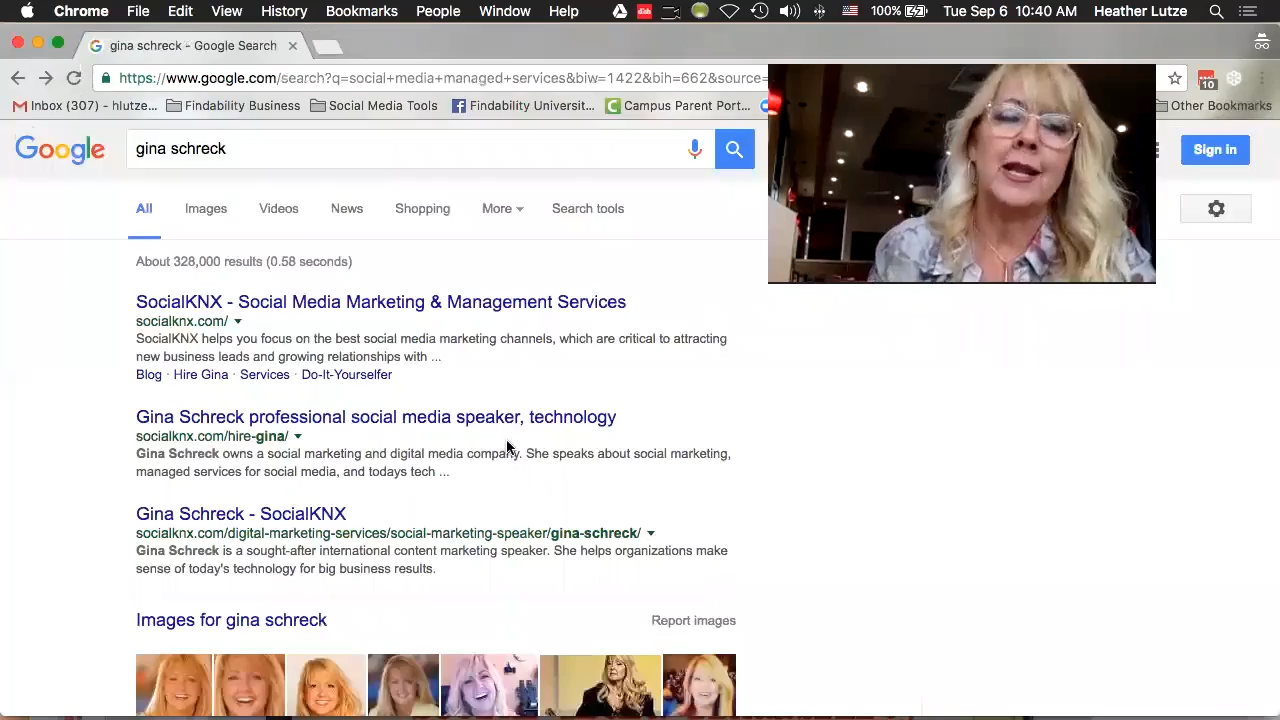 Chrome File Edit View History Bookmarks People Window Help dish 100% Tue Sep 6 10:40 AM Heather Lutze
gina schreck - Google Search
https://www.google.com/search?q=social+media+managed+services&biw=1422&bih=662&source= 10
Inbox (307) - hlutze... Findability Business Social Media Tools Findability Universit... Campus Parent Port... Other Bookmarks
Google gina schreck Sign in
All Images Videos News Shopping More Search tools
About 328,000 results (0.58 seconds)
SocialKNX - Social Media Marketing & Management Services
socialknx.com/
SocialKNX helps you focus on the best social media marketing channels, which are critical to attracting
new business leads and growing relationships with ...
Blog · Hire Gina · Services · Do-It-Yourselfer
Gina Schreck professional social media speaker, technology
socialknx.com/hire-gina/
Gina Schreck owns a social marketing and digital media company. She speaks about social marketing,
managed services for social media, and todays tech ...
Gina Schreck - SocialKNX
socialknx.com/digital-marketing-services/social-marketing-speaker/gina-schreck/
Gina Schreck is a sought-after international content marketing speaker. She helps organizations make
sense of today's technology for big business results.
Images for gina schreck Report images